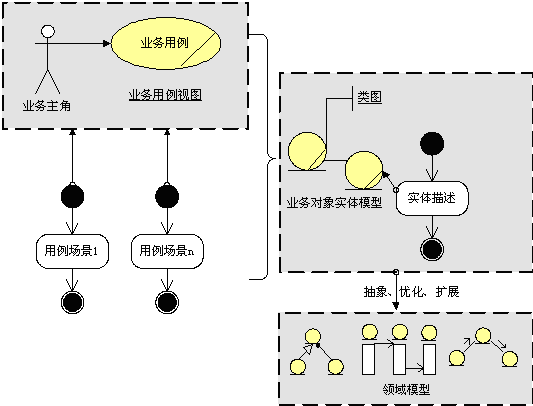 业务用例
业务主角
业务用例视图
用例场景1
用例场景n
类图
业务对象实体模型
实体描述
抽象、优化、扩展
领域模型